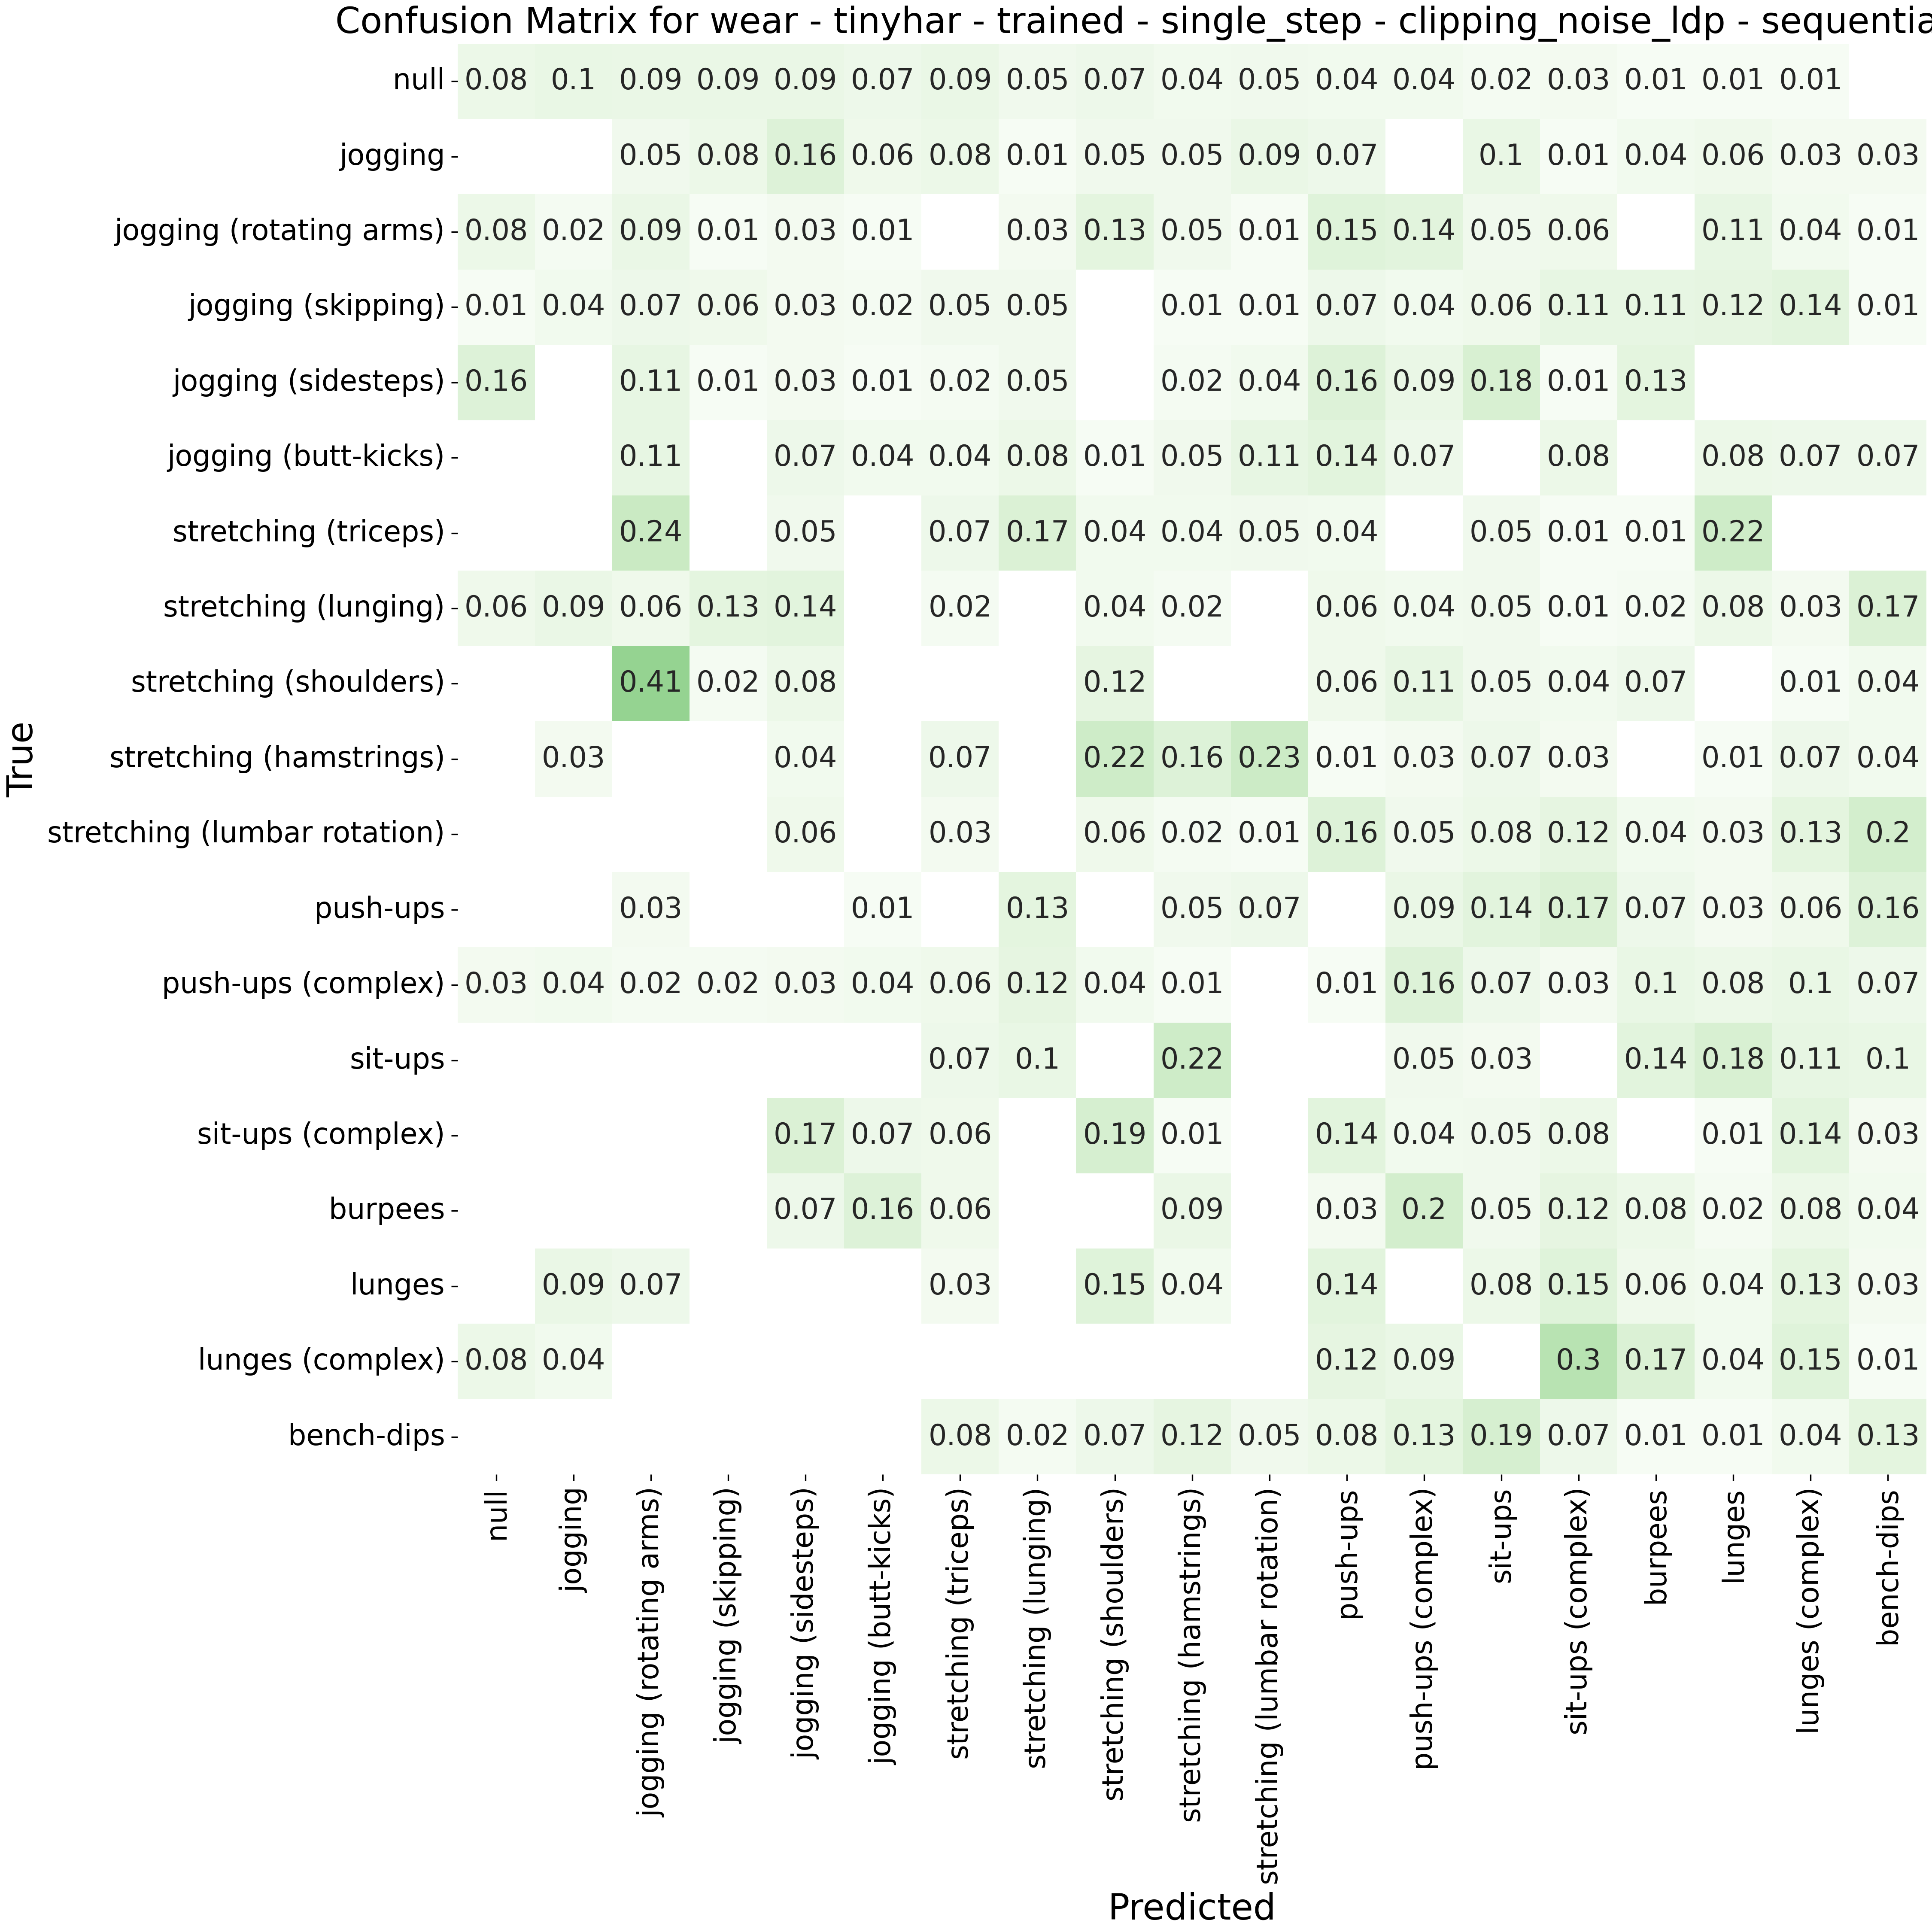 Confusion Matrix for wear - tinyhar - trained - single_step - clipping_noise_ldp - sequentia
null 0.08 0.1 0.09 0.09 0.09 0.07 0.09 0.05 0.07 0.04 0.05 0.04 0.04 0.02 0.03 0.01 0.01 0.01
jogging 0.05 0.08 0.16 0.06 0.08 0.01 0.05 0.05 0.09 0.07 0.1 0.01 0.04 0.06 0.03 0.03
jogging (rotating arms) 0.08 0.02 0.09 0.01 0.03 0.01 0.03 0.13 0.05 0.01 0.15 0.14 0.05 0.06 0.11 0.04 0.01
jogging (skipping) 0.01 0.04 0.07 0.06 0.03 0.02 0.05 0.05 0.01 0.01 0.07 0.04 0.06 0.11 0.11 0.12 0.14 0.01
jogging (sidesteps) 0.16 0.11 0.01 0.03 0.01 0.02 0.05 0.02 0.04 0.16 0.09 0.18 0.01 0.13
jogging (butt-kicks) 0.11 0.07 0.04 0.04 0.08 0.01 0.05 0.11 0.14 0.07 0.08 0.08 0.07 0.07
stretching (triceps) 0.24 0.05 0.07 0.17 0.04 0.04 0.05 0.04 0.05 0.01 0.01 0.22
stretching (lunging) 0.06 0.09 0.06 0.13 0.14 0.02 0.04 0.02 0.06 0.04 0.05 0.01 0.02 0.08 0.03 0.17
stretching (shoulders) 0.41 0.02 0.08 0.12 0.06 0.11 0.05 0.04 0.07 0.01 0.04
stretching (hamstrings) 0.03 0.04 0.07 0.22 0.16 0.23 0.01 0.03 0.07 0.03 0.01 0.07 0.04
stretching (lumbar rotation) 0.06 0.03 0.06 0.02 0.01 0.16 0.05 0.08 0.12 0.04 0.03 0.13 0.2
push-ups 0.03 0.01 0.13 0.05 0.07 0.09 0.14 0.17 0.07 0.03 0.06 0.16
push-ups (complex) 0.03 0.04 0.02 0.02 0.03 0.04 0.06 0.12 0.04 0.01 0.01 0.16 0.07 0.03 0.1 0.08 0.1 0.07
sit-ups 0.07 0.1 0.22 0.05 0.03 0.14 0.18 0.11 0.1
sit-ups (complex) 0.17 0.07 0.06 0.19 0.01 0.14 0.04 0.05 0.08 0.01 0.14 0.03
burpees 0.07 0.16 0.06 0.09 0.03 0.2 0.05 0.12 0.08 0.02 0.08 0.04
lunges 0.09 0.07 0.03 0.15 0.04 0.14 0.08 0.15 0.06 0.04 0.13 0.03
lunges (complex) 0.08 0.04 0.12 0.09 0.3 0.17 0.04 0.15 0.01
bench-dips 0.08 0.02 0.07 0.12 0.05 0.08 0.13 0.19 0.07 0.01 0.01 0.04 0.13
True
null
jogging
jogging (rotating arms)
jogging (skipping)
jogging (sidesteps)
jogging (butt-kicks)
stretching (triceps)
stretching (lunging)
stretching (shoulders)
stretching (hamstrings)
stretching (lumbar rotation)
push-ups
push-ups (complex)
sit-ups
sit-ups (complex)
burpees
lunges
lunges (complex)
bench-dips
Predicted